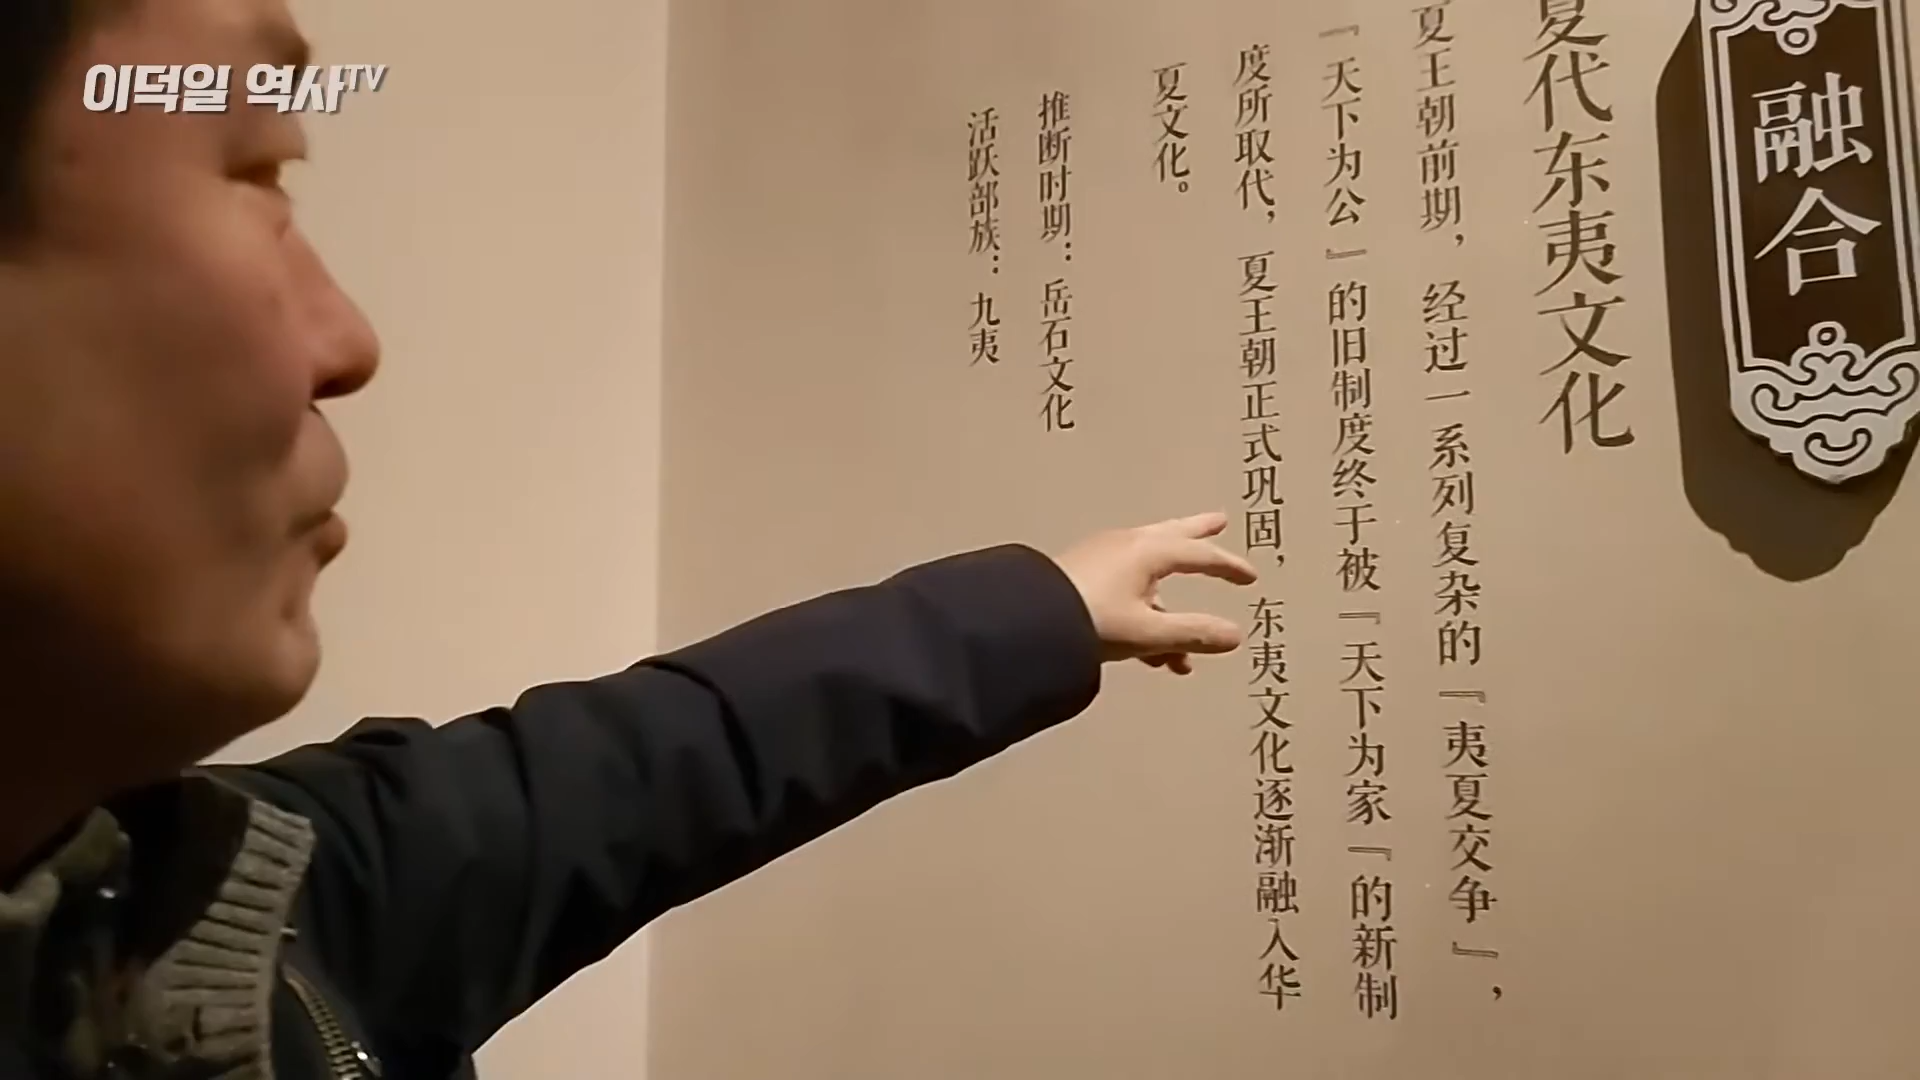 이덕일 역사TV
融合
夏代东夷文化
夏王朝前期，经过一系列复杂的『夷夏交争』，
『天下为公』的旧制度终于被『天下为家『的新制
度所取代，夏王朝正式巩固，东夷文化逐渐融入华
夏文化。
推断时期：岳石文化
活跃部族：九夷